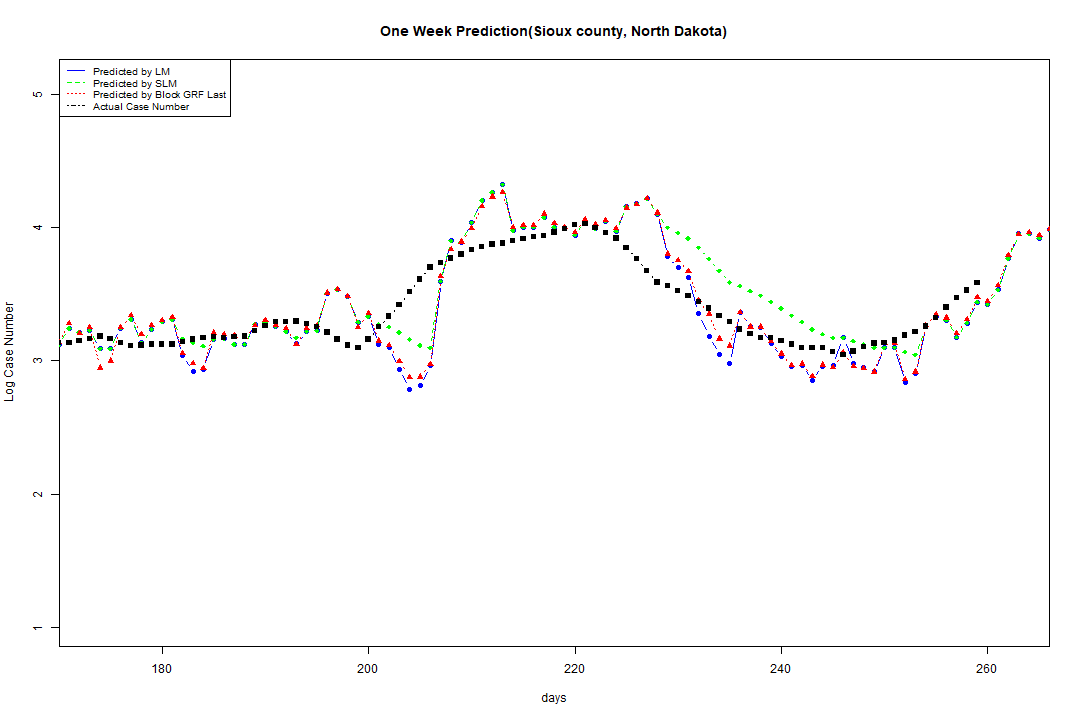 One Week Prediction(Sioux county, North Dakota)
Predicted by LM
Predicted by SLM
Predicted by Block GRF Last
Actual Case Number
5
4
3
2
1
Log Case Number
180 200 220 240 260
days